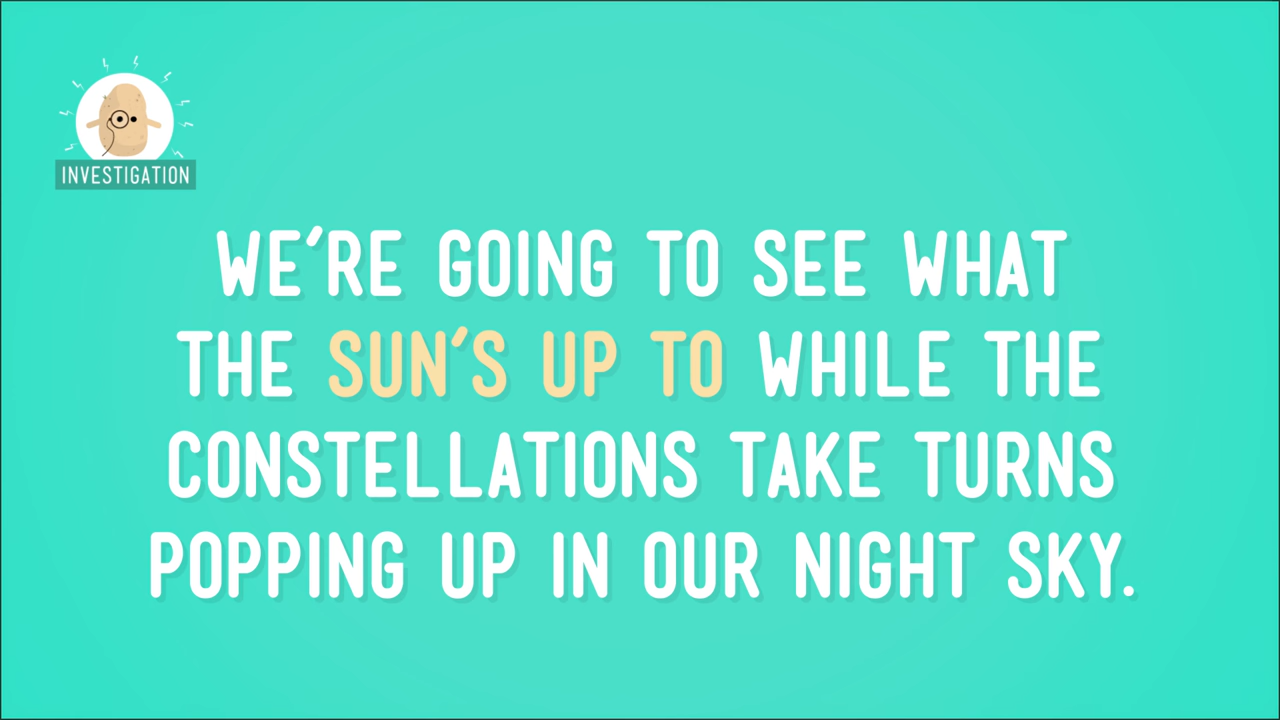 INVESTIGATION
WE'RE GOING TO SEE WHAT
THE SUN'S UP TO WHILE THE
CONSTELLATIONS TAKE TURNS
POPPING UP IN OUR NIGHT SKY.